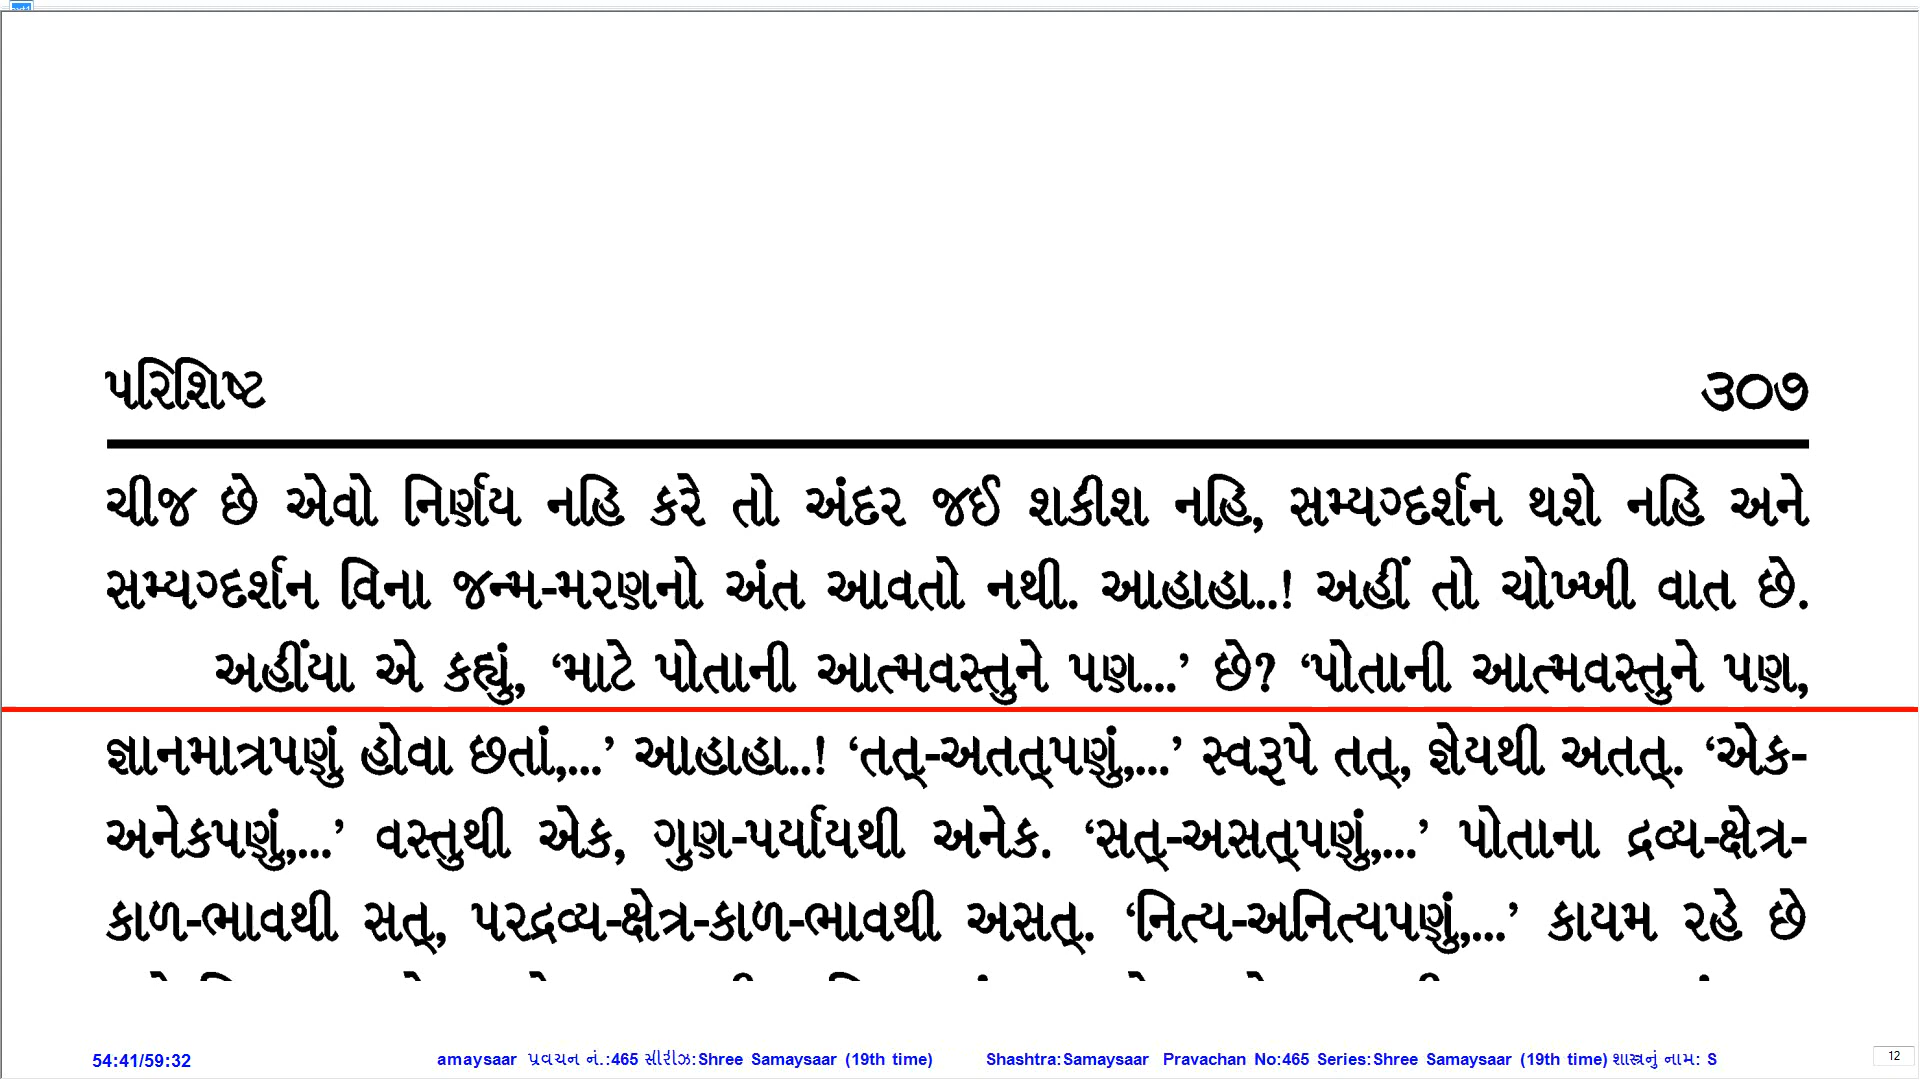 પરિશિષ્ટ ૩૦૭
ચીજ છે એવો નિર્ણય નહિ કરે તો અંદર જઈ શકીશ નહિ, સમ્યગ્દર્શન થશે નહિ અને
સમ્યગ્દર્શન વિના જન્મ-મરણનો અંત આવતો નથી. આહાહા..! અહીં તો ચોખ્ખી વાત છે.
અહીંયા એ કહ્યું, ‘માટે પોતાની આત્મવસ્તુને પણ...’ છે? ‘પોતાની આત્મવસ્તુને પણ,
જ્ઞાનમાત્રપણું હોવા છતાં,...’ આહાહા..! ‘તત્-અતત્પણું,...’ સ્વરૂપે તત્, જ્ઞેયથી અતત્. ‘એક-
અનેકપણું,...’ વસ્તુથી એક, ગુણ-પર્યાયથી અનેક. ‘સત્-અસત્પણું,...’ પોતાના દ્રવ્ય-ક્ષેત્ર-
કાળ-ભાવથી સત્, પરદ્રવ્ય-ક્ષેત્ર-કાળ-ભાવથી અસત્. ‘નિત્ય-અનિત્યપણું,...’ કાયમ રહે છે
54:41/59:32 amaysaar પ્રવચન નં.:465 સીરીઝ:Shree Samaysaar (19th time) Shashtra:Samaysaar Pravachan No:465 Series:Shree Samaysaar (19th time) શાસ્ત્રનું નામ: S 12